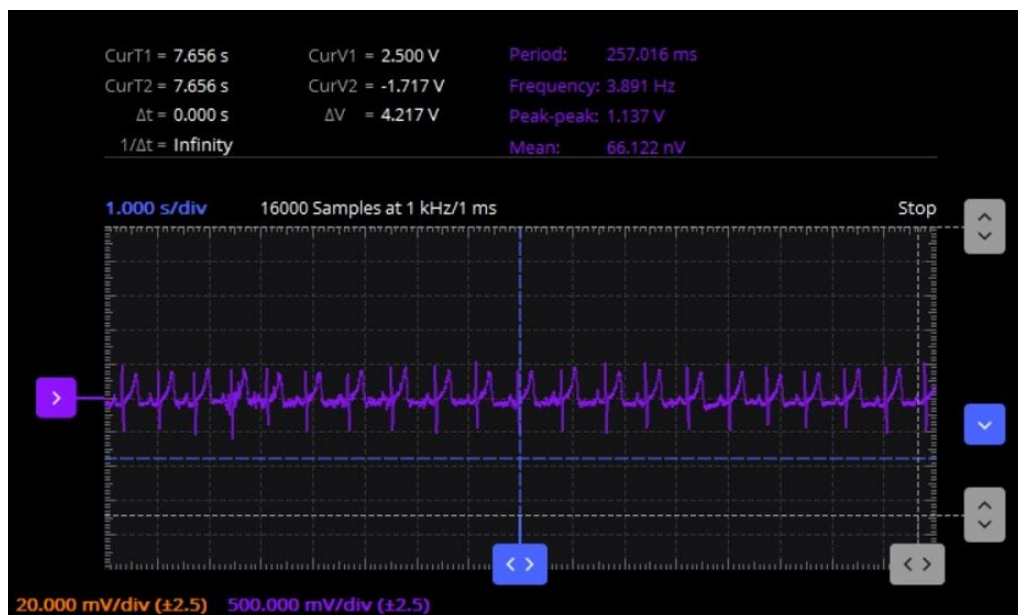 CurT1 = 7.656 s CurV1 = 2.500 V Period: 257.016 ms
CurT2 = 7.656 s CurV2 = -1.717 V Frequency: 3.891 Hz
Δt = 0.000 s ΔV = 4.217 V Peak-peak: 1.137 V
1/Δt = Infinity Mean: 66.122 nV
1.000 s/div 16000 Samples at 1 kHz/1 ms Stop
20.000 mV/div (±2.5) 500.000 mV/div (±2.5)